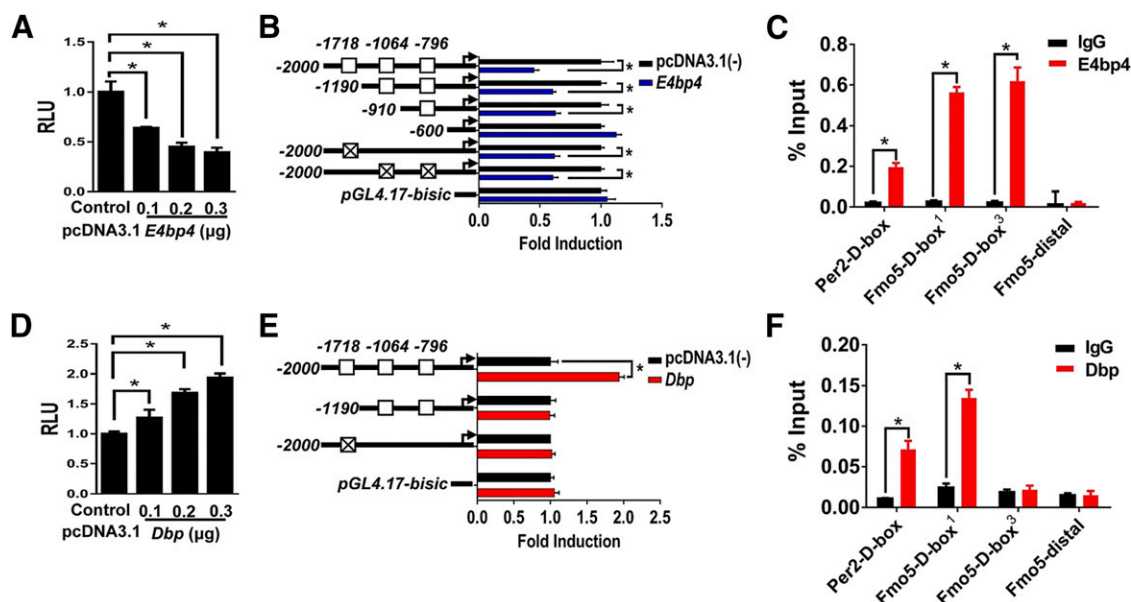 A
*
*
*
1.5
1.0
0.5
0.0
RLU
Control 0.1 0.2 0.3
pcDNA3.1 E4bp4 (μg)
B
-1718 -1064 -796
-2000
-1190
-910
-600
-2000
-2000
pGL4.17-bisic
pcDNA3.1(-)
E4bp4
*
*
*
*
*
0.0 0.5 1.0 1.5
Fold Induction
C
IgG
E4bp4
0.8
0.6
0.4
0.2
0.0
% Input
*
*
*
Per2-D-box
Fmo5-D-box1
Fmo5-D-box3
Fmo5-distal
D
*
*
*
2.5
2.0
1.5
1.0
0.5
0.0
RLU
Control 0.1 0.2 0.3
pcDNA3.1 Dbp (μg)
E
-1718 -1064 -796
-2000
-1190
-2000
pGL4.17-bisic
pcDNA3.1(-)
Dbp
*
0.0 0.5 1.0 1.5 2.0 2.5
Fold Induction
F
IgG
Dbp
0.20
0.15
0.10
0.05
0.00
% Input
*
*
Per2-D-box
Fmo5-D-box1
Fmo5-D-box3
Fmo5-distal